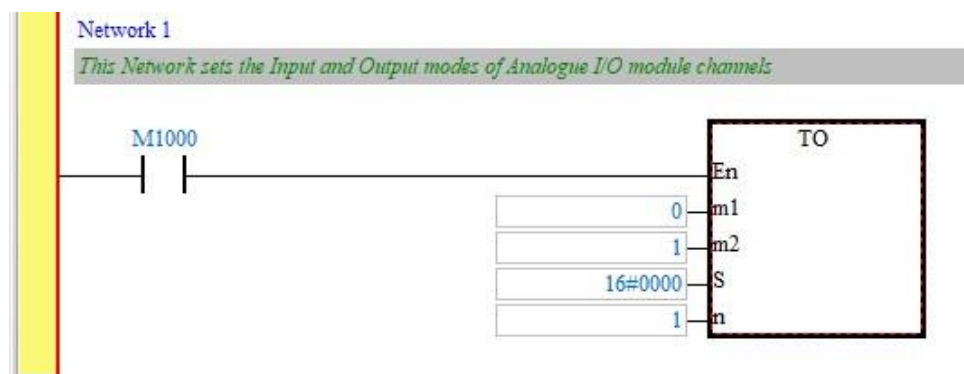 Network 1
This Network sets the Input and Output modes of Analogue I/O module channels
M1000
TO
En
0 m1
1 m2
16#0000 S
1 n